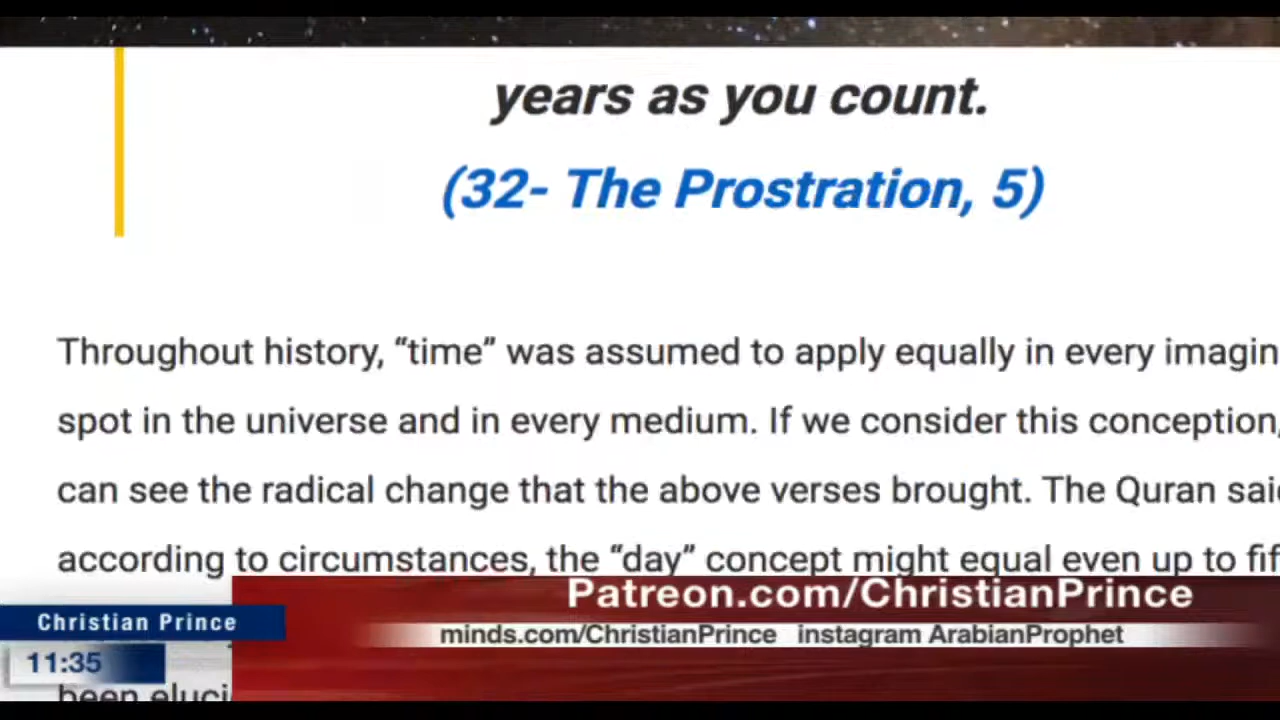 years as you count.
(32- The Prostration, 5)
Throughout history, “time” was assumed to apply equally in every imagin
spot in the universe and in every medium. If we consider this conception,
can see the radical change that the above verses brought. The Quran said
according to circumstances, the “day” concept might equal even up to fif
Patreon.com/ChristianPrince
Christian Prince
minds.com/ChristianPrince instagram ArabianProphet
11:35
been eluci